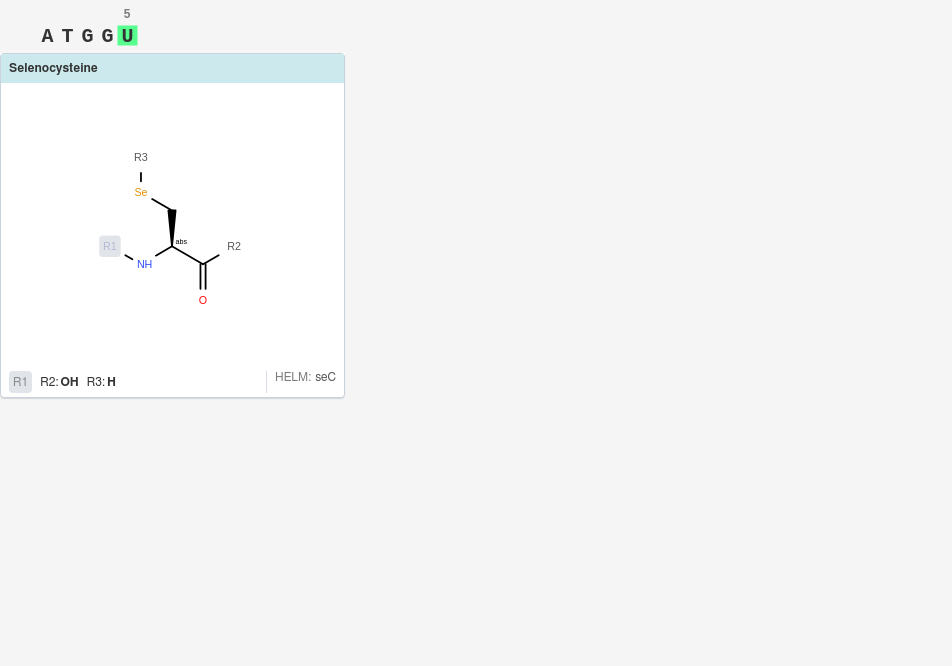 5
A T G G U
Selenocysteine
R3
Se
abs
R1
R2
NH
O
R1 R2: OH R3: H HELM: seC